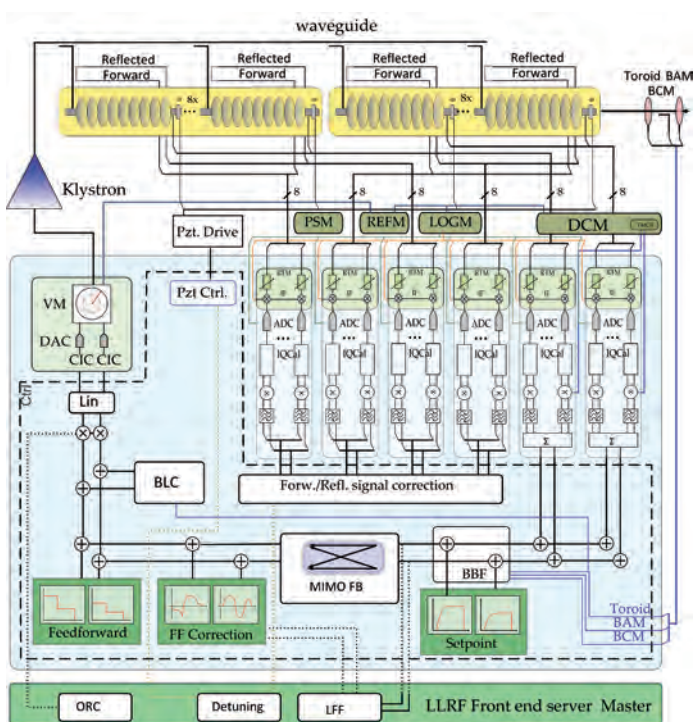 waveguide
Reflected
Forward
Reflected
Forward
Reflected
Forward
Reflected
Forward
Toroid BAM
BCM
8x
8x
Klystron
8
8
8
8
8
8
Pzt. Drive
PSM
REFM
LOGM
DCM
Pzt Ctrl.
VM
DAC
CIC CIC
Ctrl
Lin
ADC
ADC
ADC
ADC
ADC
ADC
IQCal
IQCal
IQCal
IQCal
IQCal
IQCal
Σ
Σ
BLC
Forw./Refl. signal correction
MIMO FB
BBF
Feedforward
FF Correction
Setpoint
Toroid
BAM
BCM
ORC
Detuning
LFF
LLRF Front end server Master